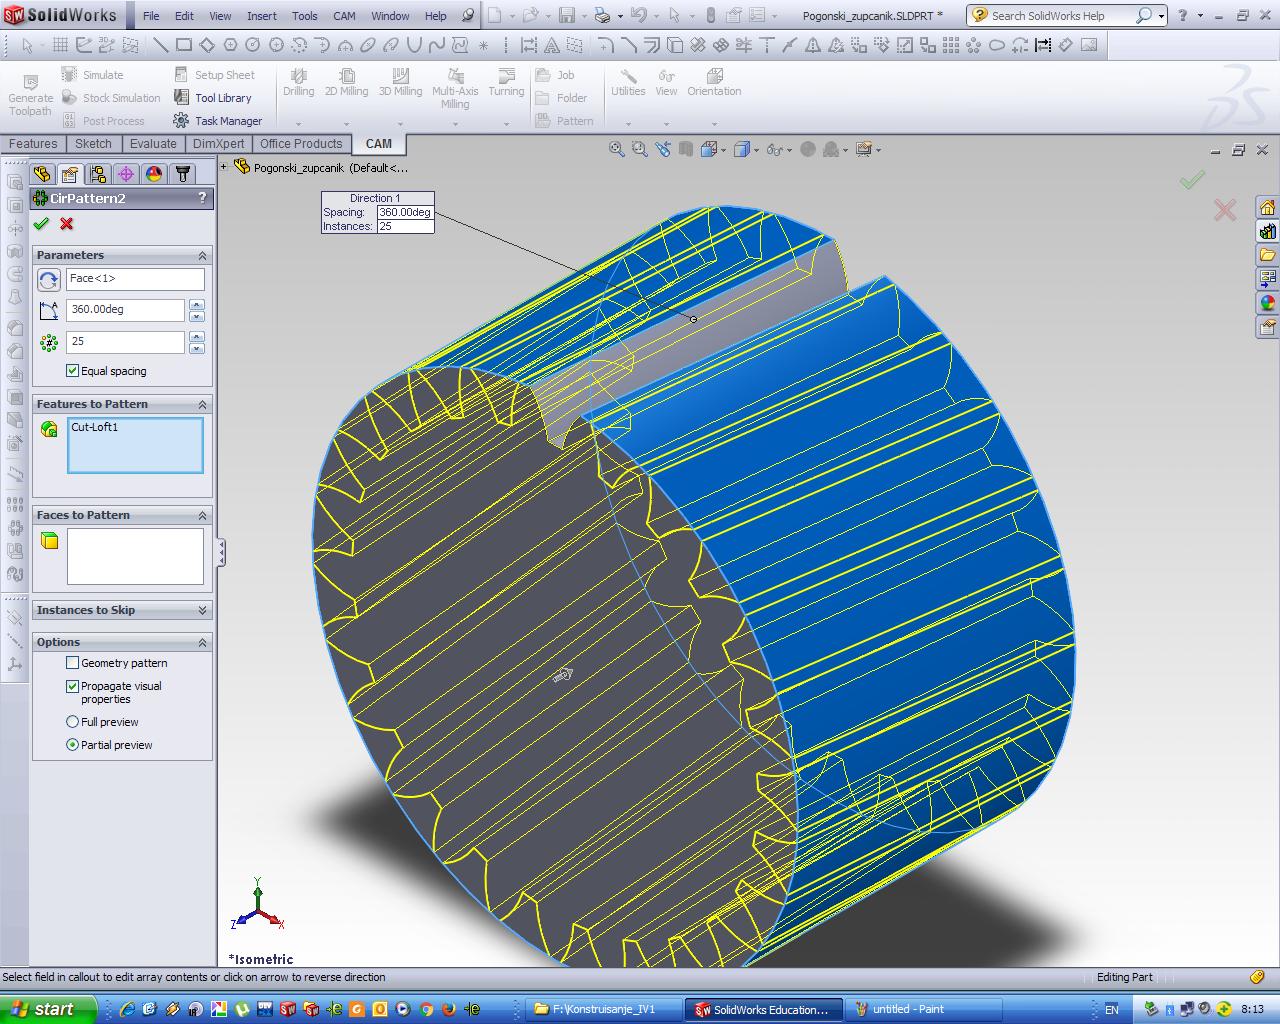 SolidWorks File Edit View Insert Tools CAM Window Help Pogonski_zupcanik.SLDPRT * Search SolidWorks Help
Generate Toolpath Simulate Stock Simulation Post Process Setup Sheet Tool Library Task Manager Drilling 2D Milling 3D Milling Multi-Axis Milling Turning Job Folder Pattern Utilities View Orientation
Features Sketch Evaluate DimXpert Office Products CAM
Pogonski_zupcanik (Default<...
CirPattern2 ?
Direction 1
Spacing: 360.00deg
Instances: 25
Parameters
Face<1>
360.00deg
25
Equal spacing
Features to Pattern
Cut-Loft1
Faces to Pattern
Instances to Skip
Options
Geometry pattern
Propagate visual
properties
Full preview
Partial preview
Y
Z X
*Isometric
Select field in callout to edit array contents or click on arrow to reverse direction Editing Part
start F:\Konstruisanje_IV1 SolidWorks Education... untitled - Paint EN 8:13